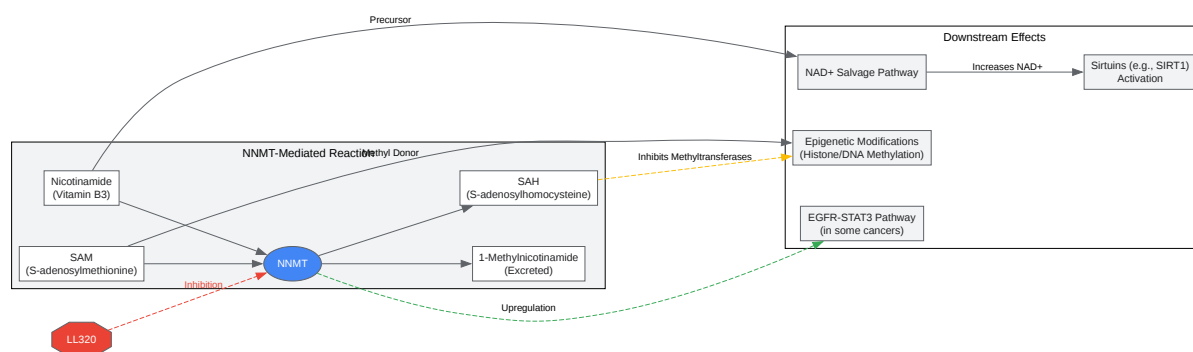 Precursor
Downstream Effects
NAD+ Salvage Pathway
Increases NAD+
Sirtuins (e.g., SIRT1)
Activation
NNMT-Mediated Reaction
Methyl Donor
Epigenetic Modifications
(Histone/DNA Methylation)
Inhibits Methyltransferases
Nicotinamide
(Vitamin B3)
SAH
(S-adenosylhomocysteine)
EGFR-STAT3 Pathway
(in some cancers)
SAM
(S-adenosylmethionine)
NNMT
1-Methylnicotinamide
(Excreted)
Inhibition
Upregulation
LL320